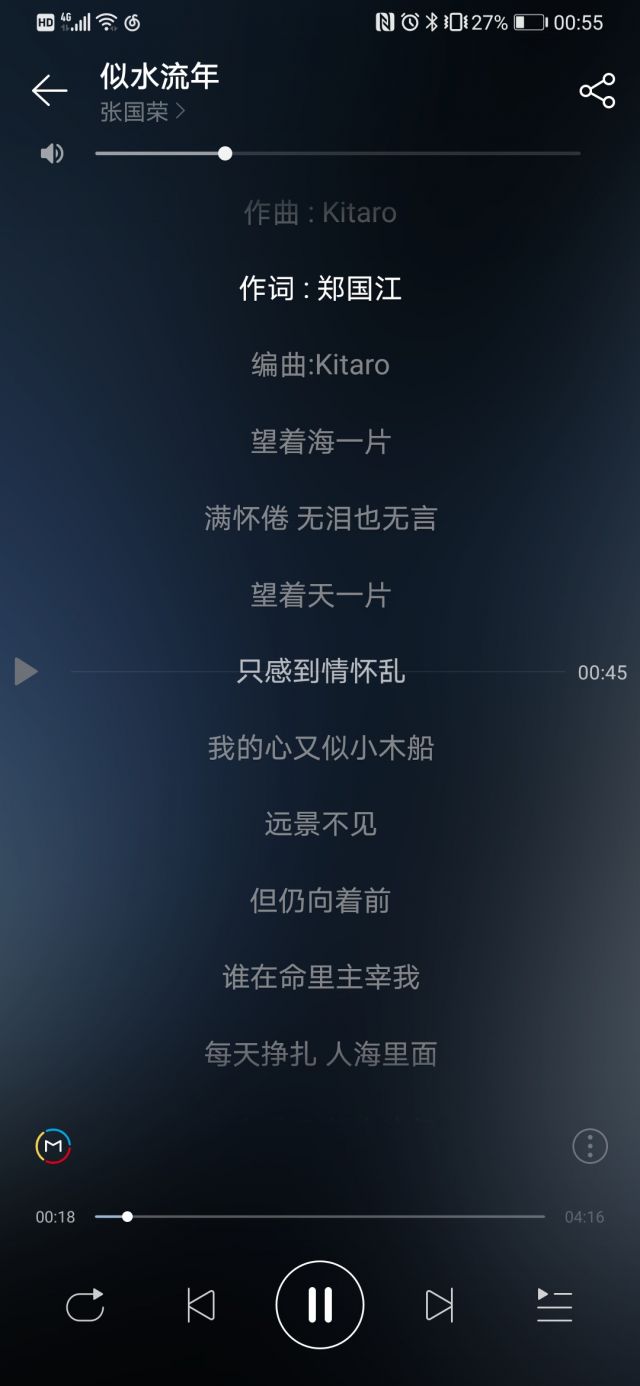 HD 4G 27% 00:55
似水流年
张国荣
作曲 : Kitaro
作词 : 郑国江
编曲:Kitaro
望着海一片
满怀倦 无泪也无言
望着天一片
只感到情怀乱 00:45
我的心又似小木船
远景不见
但仍向着前
谁在命里主宰我
每天挣扎 人海里面
M
00:18 04:16